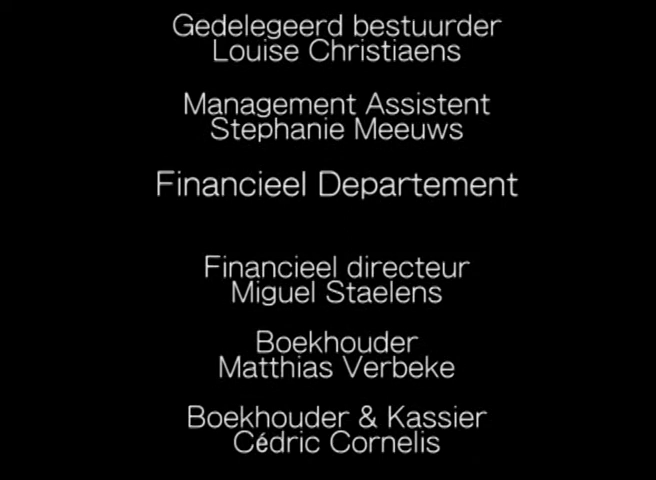 Gedelegeerd bestuurder
Louise Christiaens
Management Assistent
Stephanie Meeuws
Financieel Departement
Financieel directeur
Miguel Staelens
Boekhouder
Matthias Verbeke
Boekhouder & Kassier
Cédric Cornelis